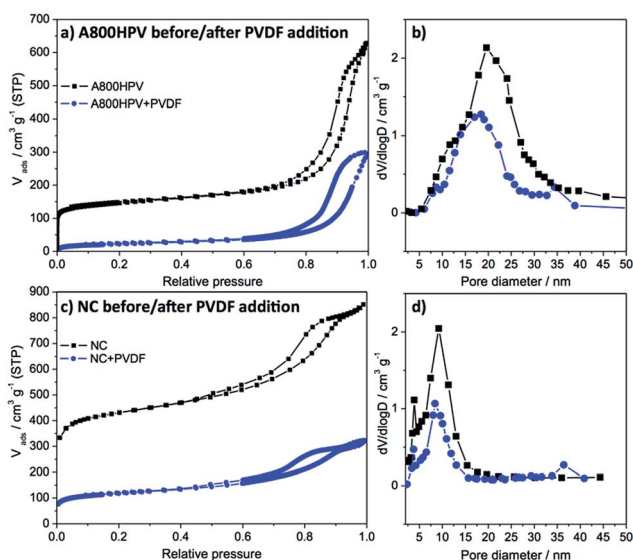 a) A800HPV before/after PVDF addition
700
600
500
400
300
200
100
0
V ads / cm³ g⁻¹ (STP)
A800HPV
A800HPV+PVDF
0.0 0.2 0.4 0.6 0.8 1.0
Relative pressure
b)
2
1
0
dV/dlogD / cm³ g⁻¹
5 10 15 20 25 30 35 40 45 50
Pore diameter / nm
c) NC before/after PVDF addition
900
800
700
600
500
400
300
200
100
0
V ads / cm³ g⁻¹ (STP)
NC
NC+PVDF
0.0 0.2 0.4 0.6 0.8 1.0
Relative pressure
d)
2
1
0
dV/dlogD / cm³ g⁻¹
5 10 15 20 25 30 35 40 45 50
Pore diameter / nm